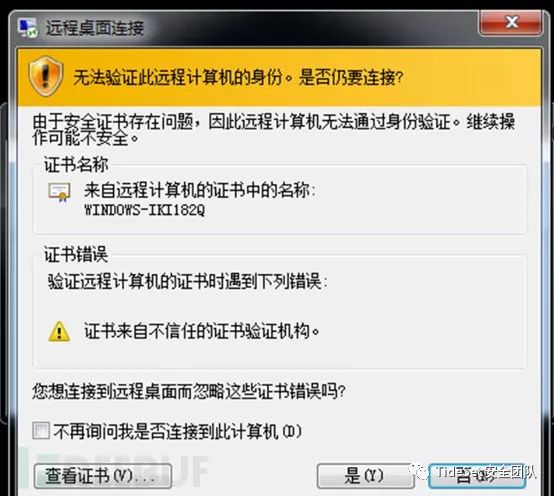 远程桌面连接
无法验证此远程计算机的身份。是否仍要连接?
由于安全证书存在问题，因此远程计算机无法通过身份验证。继续操
作可能不安全。
证书名称
来自远程计算机的证书中的名称:
WINDOWS-IKI182Q
证书错误
验证远程计算机的证书时遇到下列错误:
证书来自不信任的证书验证机构。
您想连接到远程桌面而忽略这些证书错误吗?
不再询问我是否连接到此计算机(D)
查看证书(V)...
是(Y)
否(N)
TideSec安全团队